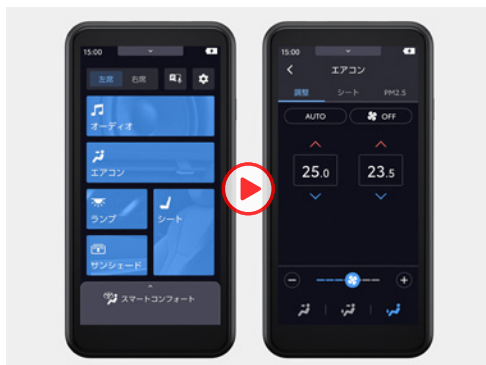 15:00
左席 右席
オーディオ
エアコン
ランプ
シート
サンシェード
スマートコンフォート
15:00
エアコン
調整 シート PM2.5
AUTO OFF
25.0 23.5